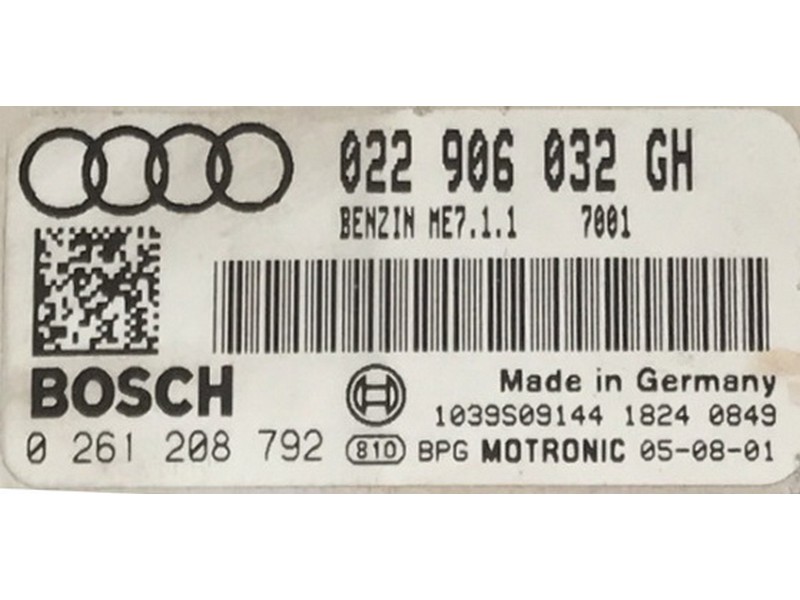 022 906 032 GH
BENZIN ME7.1.1 7001
BOSCH
Made in Germany
1039S09144 1824 0849
0 261 208 792 810 BPG MOTRONIC 05-08-01